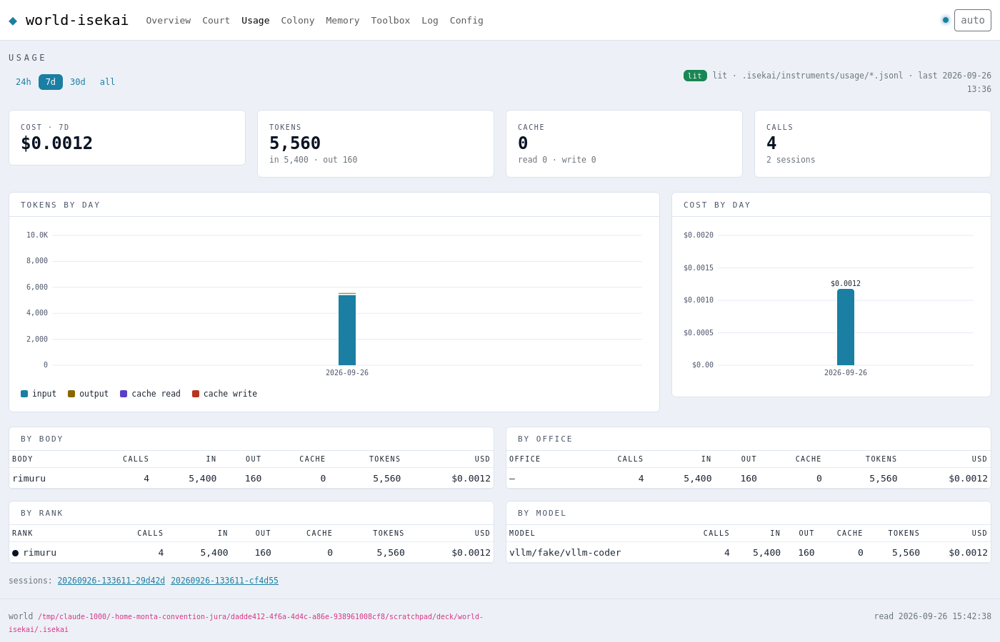 ◆ world-isekai Overview Court Usage Colony Memory Toolbox Log Config auto
USAGE
24h 7d 30d all
lit lit · .isekai/instruments/usage/*.jsonl · last 2026-09-26
13:36
COST · 7D
$0.0012
TOKENS
5,560
in 5,400 · out 160
CACHE
0
read 0 · write 0
CALLS
4
2 sessions
TOKENS BY DAY
10.0K
8,000
6,000
4,000
2,000
0
2026-09-26
input output cache read cache write
COST BY DAY
$0.0020
$0.0015
$0.0012
$0.0010
$0.0005
$0.00
2026-09-26
BY BODY
BODY CALLS IN OUT CACHE TOKENS USD
rimuru 4 5,400 160 0 5,560 $0.0012
BY OFFICE
OFFICE CALLS IN OUT CACHE TOKENS USD
— 4 5,400 160 0 5,560 $0.0012
BY RANK
RANK CALLS IN OUT CACHE TOKENS USD
● rimuru 4 5,400 160 0 5,560 $0.0012
BY MODEL
MODEL CALLS IN OUT CACHE TOKENS USD
vllm/fake/vllm-coder 4 5,400 160 0 5,560 $0.0012
sessions: 20260926-133611-29d42d 20260926-133611-cf4d55
world /tmp/claude-1000/-home-monta-convention-jura/dadde412-4f6a-4d4c-a86e-938961008cf8/scratchpad/deck/world-
isekai/.isekai
read 2026-09-26 15:42:38